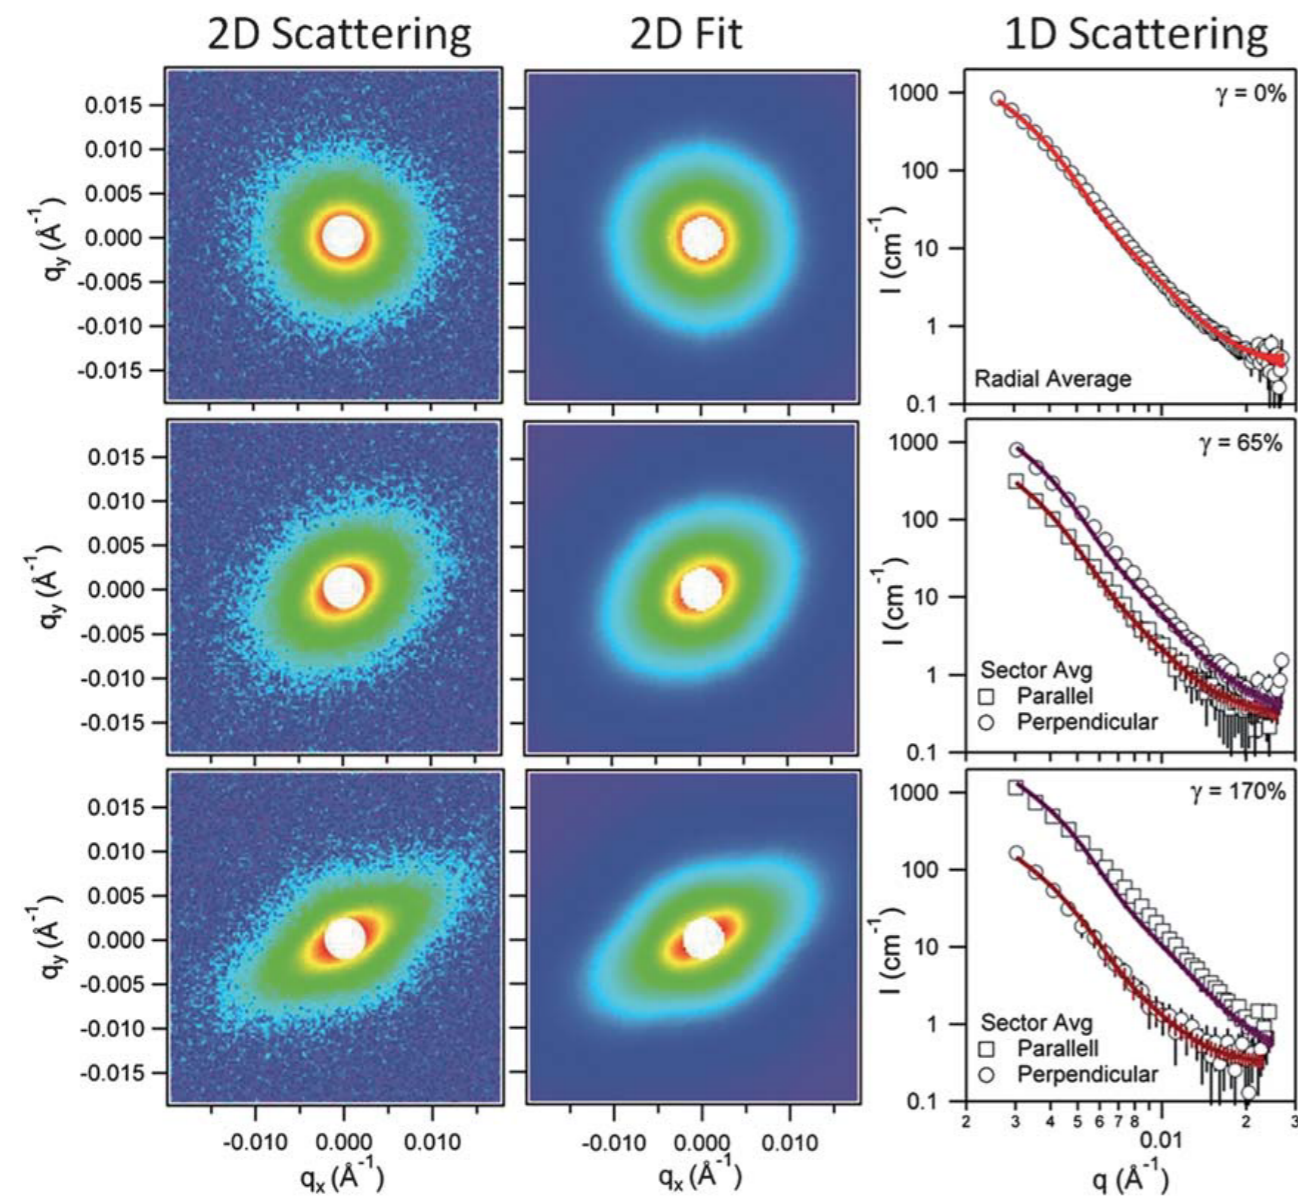 2D Scattering
2D Fit
1D Scattering
0.015
0.010
0.005
0.000
-0.005
-0.010
-0.015
qy (Å-1)
1000
100
10
1
0.1
I (cm-1)
γ = 0%
Radial Average
0.015
0.010
0.005
0.000
-0.005
-0.010
-0.015
qy (Å-1)
1000
100
10
1
0.1
I (cm-1)
γ = 65%
Sector Avg
Parallel
Perpendicular
0.015
0.010
0.005
0.000
-0.005
-0.010
-0.015
qy (Å-1)
1000
100
10
1
0.1
I (cm-1)
γ = 170%
Sector Avg
Parallell
Perpendicular
-0.010 0.000 0.010
qx (Å-1)
-0.010 0.000 0.010
qx (Å-1)
2 3 4 5 6 7 8 0.01 2 3
q (Å-1)